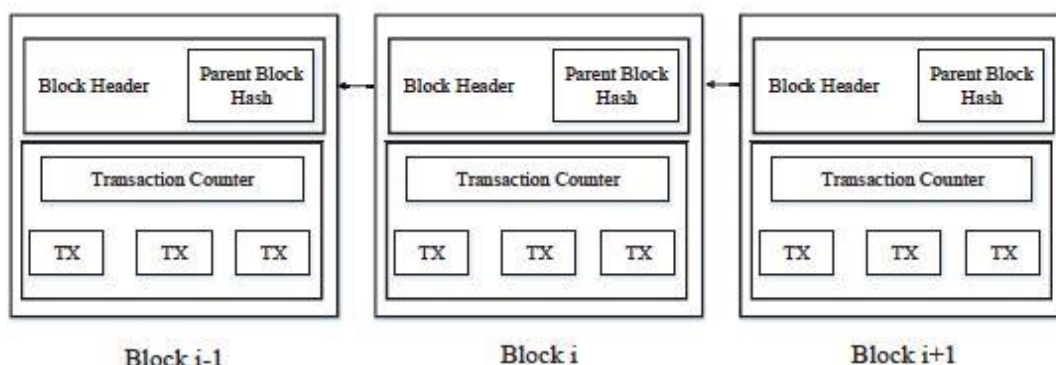 Block Header
Parent Block
Hash
Transaction Counter
TX TX TX
Block i-1
Block Header
Parent Block
Hash
Transaction Counter
TX TX TX
Block i
Block Header
Parent Block
Hash
Transaction Counter
TX TX TX
Block i+1